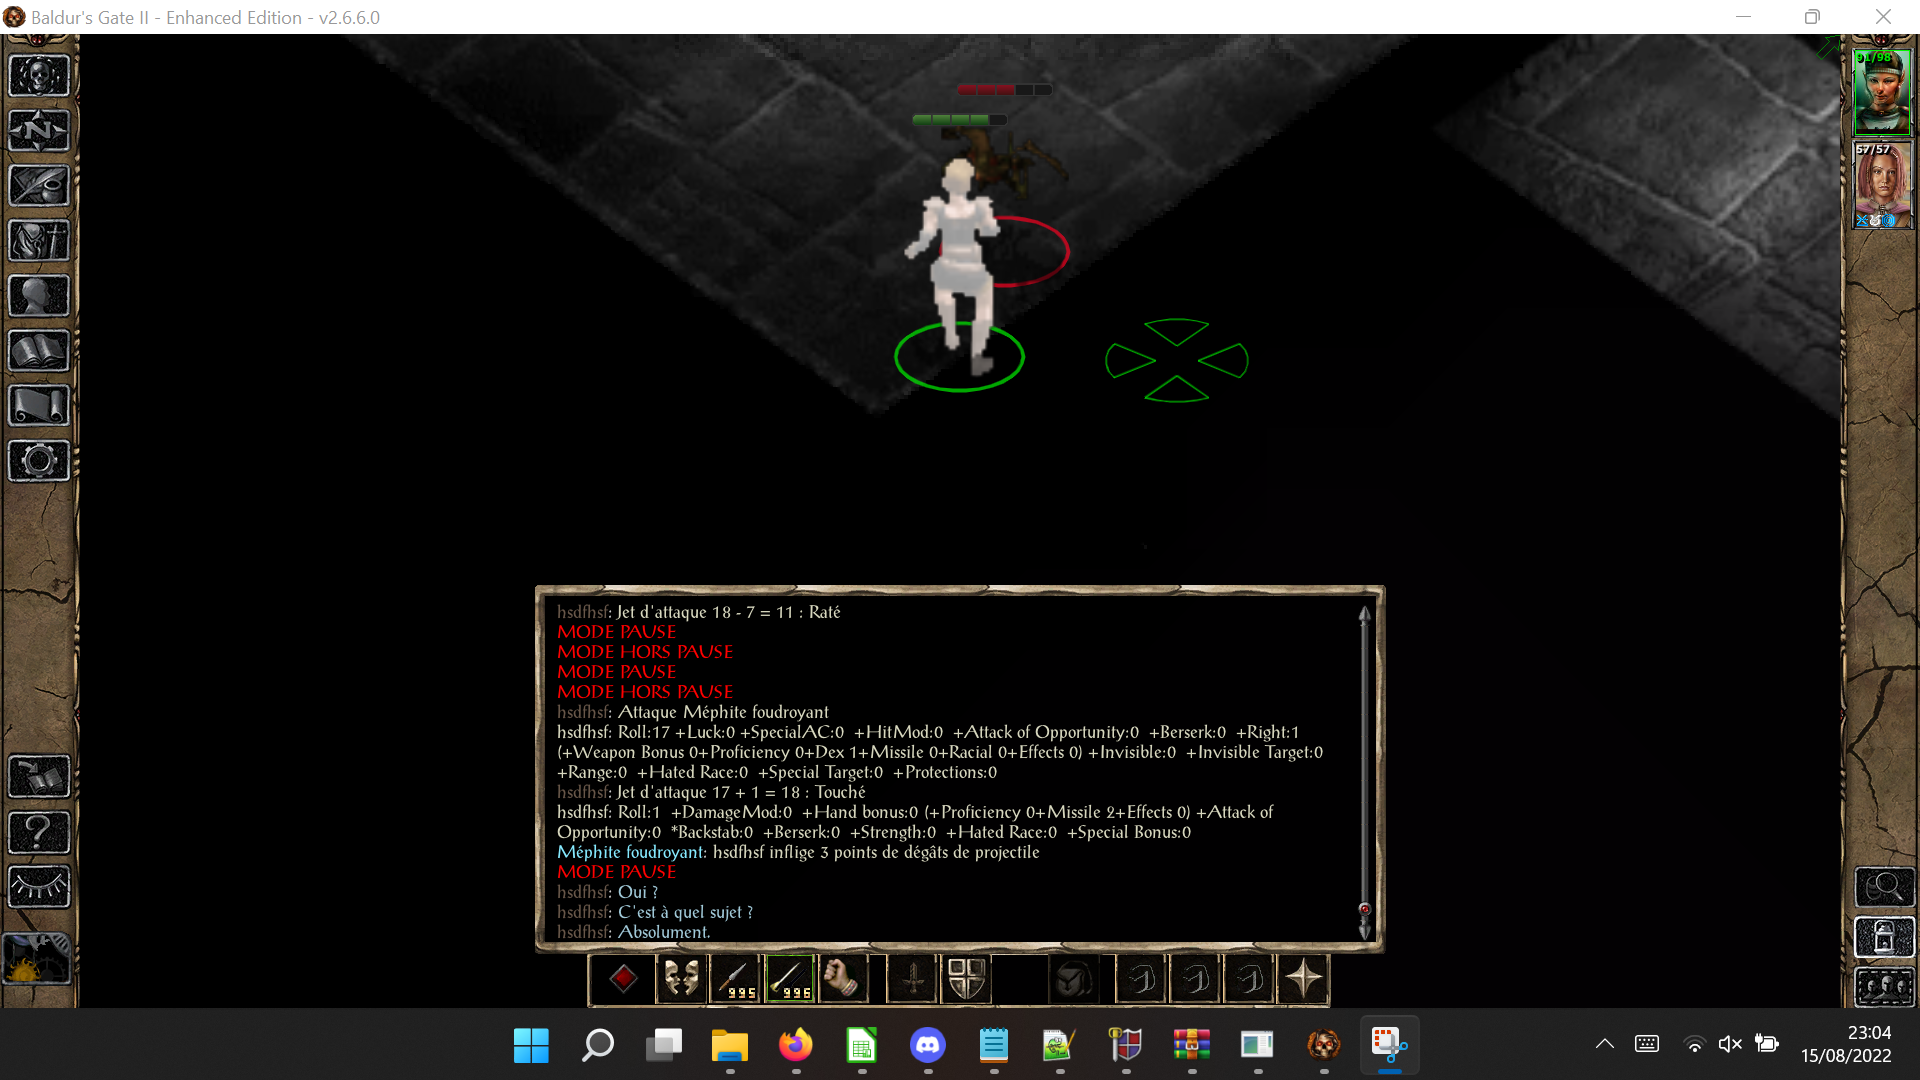 Baldur's Gate II - Enhanced Edition - v2.6.6.0
91/98
57/57
N
hsdfhsf: Jet d'attaque 18 - 7 = 11 : Raté
MODE PAUSE
MODE HORS PAUSE
MODE PAUSE
MODE HORS PAUSE
hsdfhsf: Attaque Méphite foudroyant
hsdfhsf: Roll:17 +Luck:0 +SpecialAC:0 +HitMod:0 +Attack of Opportunity:0 +Berserk:0 +Right:1
(+Weapon Bonus 0+Proficiency 0+Dex 1+Missile 0+Racial 0+Effects 0) +Invisible:0 +Invisible Target:0
+Range:0 +Hated Race:0 +Special Target:0 +Protections:0
hsdfhsf: Jet d'attaque 17 + 1 = 18 : Touché
hsdfhsf: Roll:1 +DamageMod:0 +Hand bonus:0 (+Proficiency 0+Missile 2+Effects 0) +Attack of
Opportunity:0 *Backstab:0 +Berserk:0 +Strength:0 +Hated Race:0 +Special Bonus:0
Méphite foudroyant: hsdfhsf inflige 3 points de dégâts de projectile
MODE PAUSE
hsdfhsf: Oui ?
hsdfhsf: C'est à quel sujet ?
hsdfhsf: Absolument.
?
995
996
23:04
15/08/2022